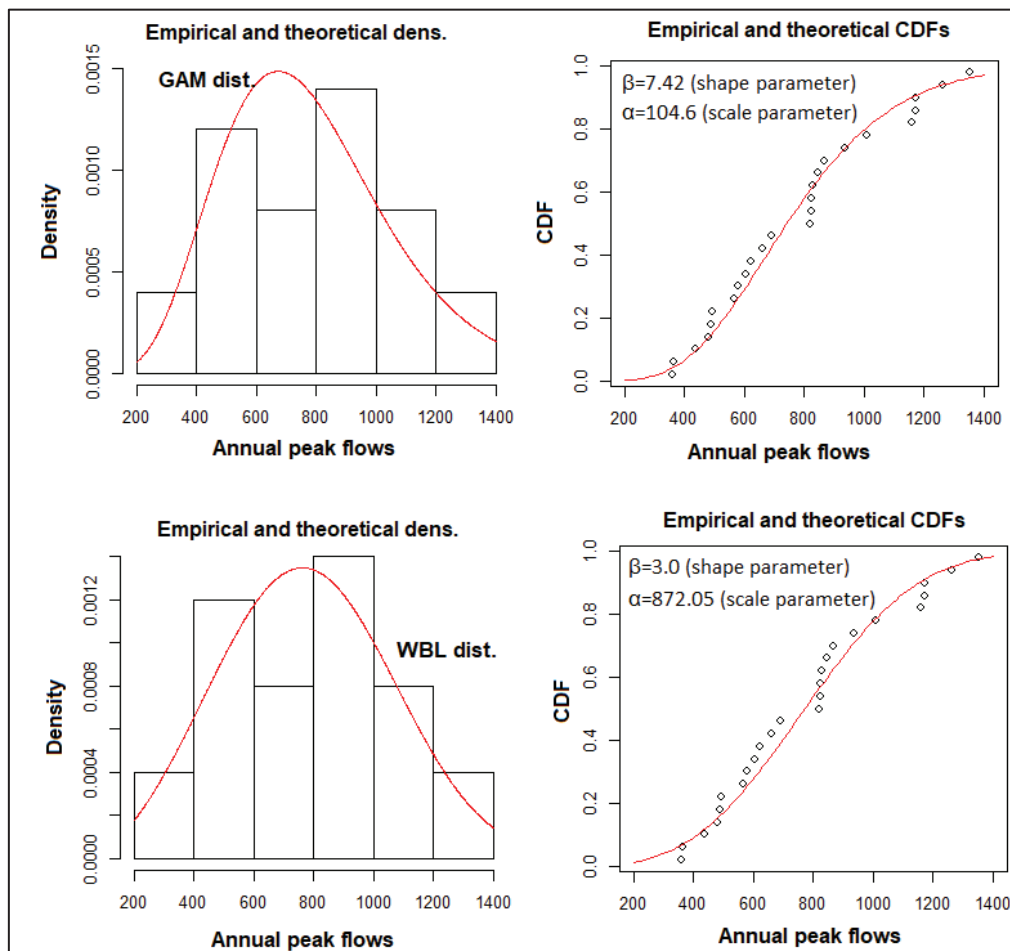 Empirical and theoretical dens.
GAM dist.
Density
0.0000 0.0005 0.0010 0.0015
200 400 600 800 1000 1200 1400
Annual peak flows
Empirical and theoretical CDFs
β=7.42 (shape parameter)
α=104.6 (scale parameter)
CDF
0.0 0.2 0.4 0.6 0.8 1.0
200 400 600 800 1000 1200 1400
Annual peak flows
Empirical and theoretical dens.
WBL dist.
Density
0.0000 0.0004 0.0008 0.0012
200 400 600 800 1000 1200 1400
Annual peak flows
Empirical and theoretical CDFs
β=3.0 (shape parameter)
α=872.05 (scale parameter)
CDF
0.0 0.2 0.4 0.6 0.8 1.0
200 400 600 800 1000 1200 1400
Annual peak flows